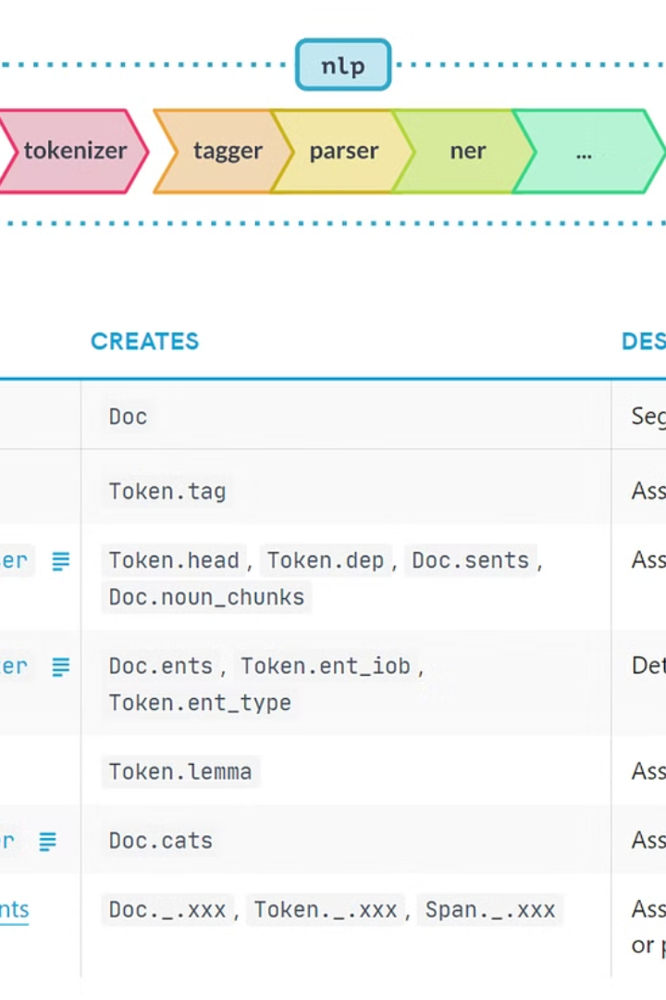 nlp
tokenizer tagger parser ner ...
CREATES DES
Doc Seg
Token.tag Ass
er Token.head, Token.dep, Doc.sents, Ass
Doc.noun_chunks
er Doc.ents, Token.ent_iob, Det
Token.ent_type
Token.lemma Ass
r Doc.cats Ass
nts Doc._.xxx, Token._.xxx, Span._.xxx Ass
or p